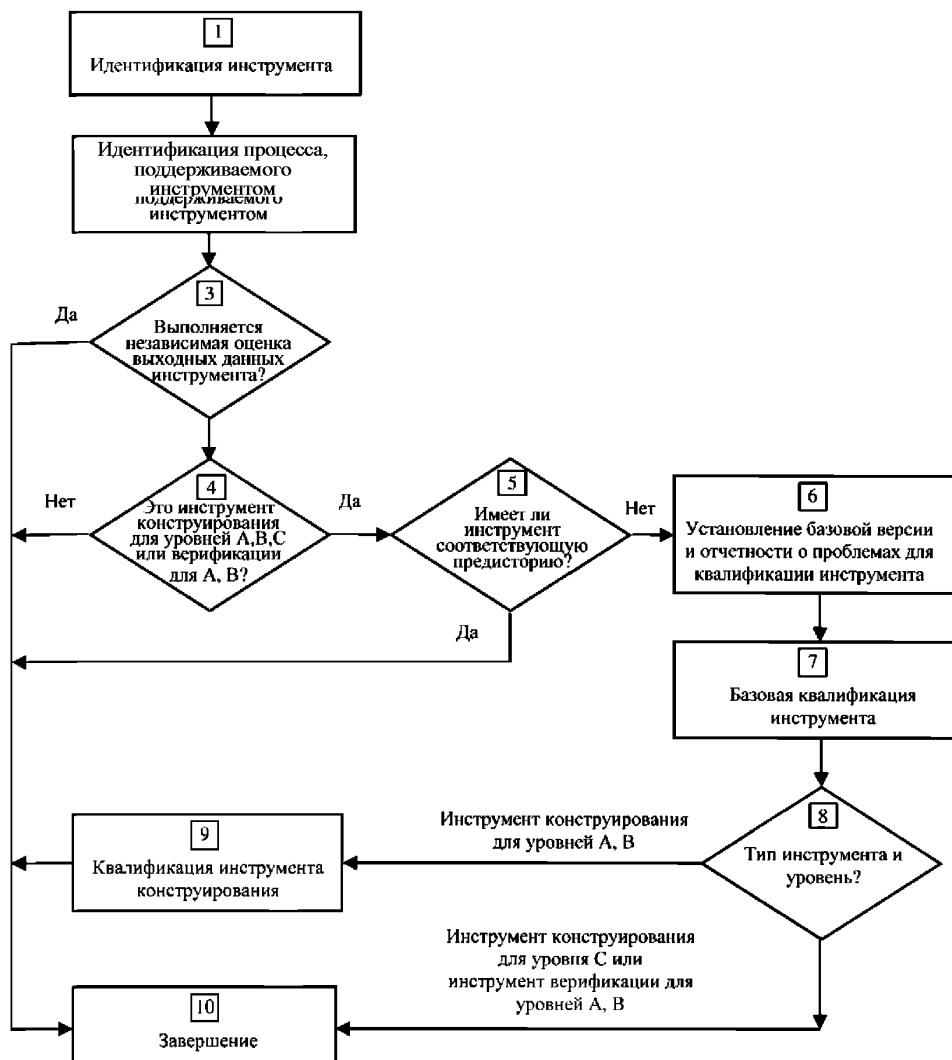 1
Идентификация инструмента
Идентификация процесса,
поддерживаемого
инструментом
поддерживаемого
инструментом
3
Да
Выполняется
независимая оценка
выходных данных
инструмента?
4
Нет
Это инструмент
конструирования
для уровней А,В,С
или верификации
для А, В?
Да
5
Имеет ли
инструмент
соответствующую
предисторию?
Нет
Да
6
Установление базовой версии
и отчетности о проблемах для
квалификации инструмента
7
Базовая квалификация
инструмента
8
Тип инструмента и
уровень?
Инструмент конструирования
для уровней А, В
9
Квалификация инструмента
конструирования
Инструмент конструирования
для уровня С или
инструмент верификации для
уровней А, В
10
Завершение